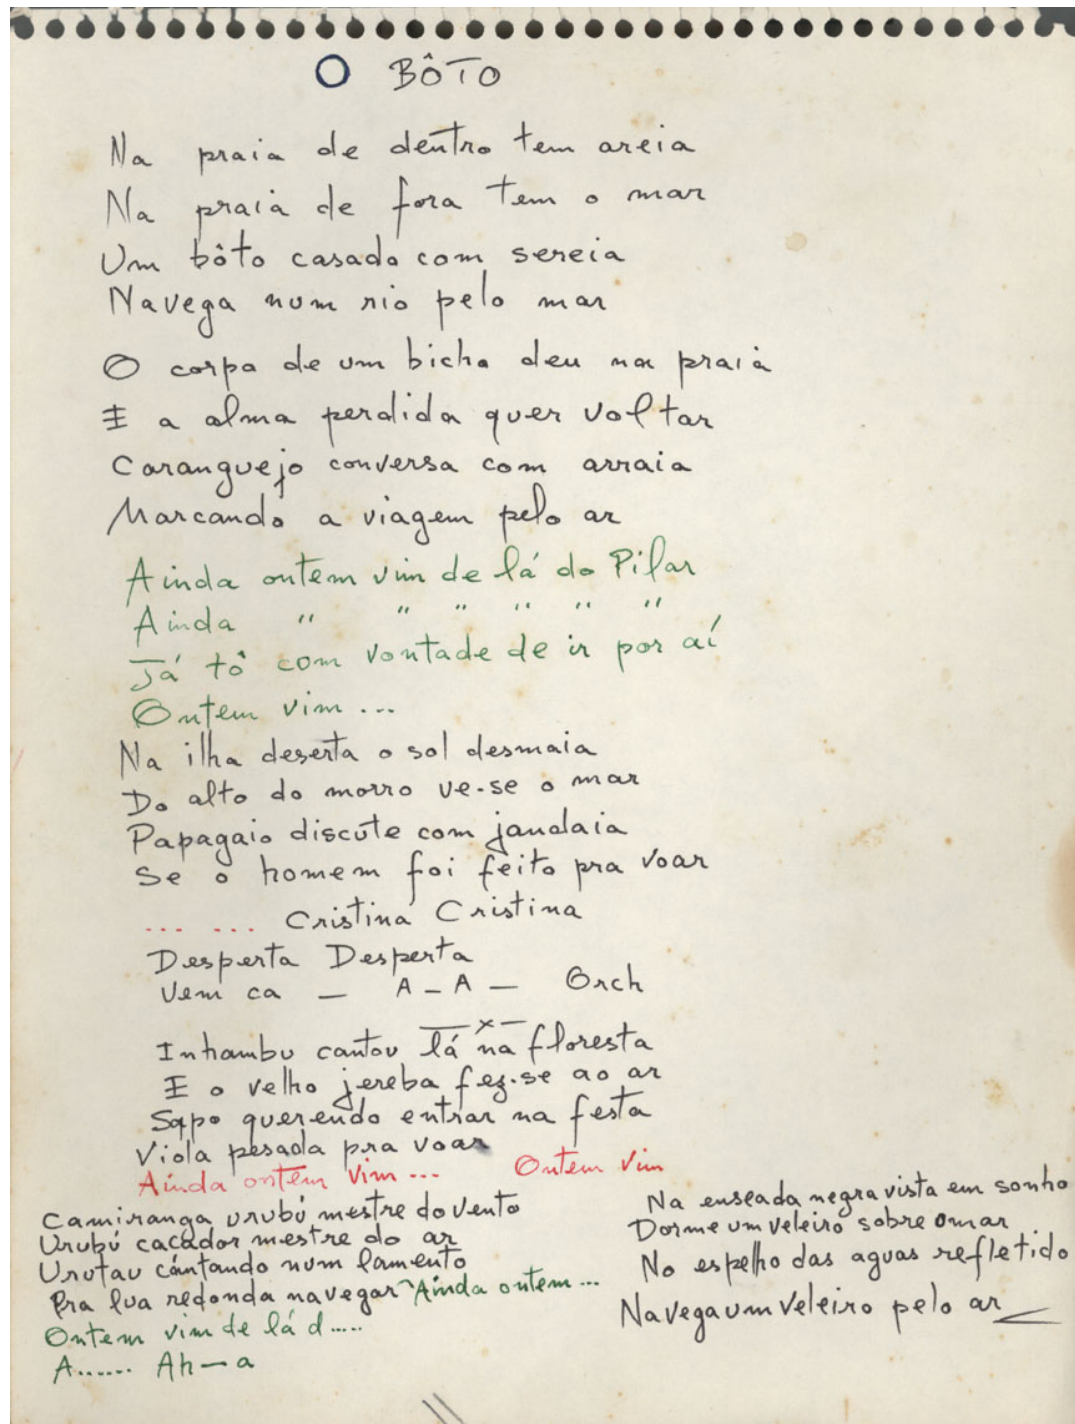 O BÔTO
Na praia de dentro tem areia
Na praia de fora tem o mar
Um bôto casado com sereia
Navega num rio pelo mar
O corpo de um bicho deu na praia
E a alma perdida quer voltar
Caranguejo conversa com arraia
Marcando a viagem pelo ar
Ainda ontem vim de lá do Pilar
Ainda " " " " " "
Já tô com vontade de ir por aí
Ontem vim ...
Na ilha deserta o sol desmaia
Do alto do morro ve-se o mar
Papagaio discute com jandaia
Se o homem foi feito pra voar
... ... Cristina Cristina
Desperta Desperta
Vem ca — A - A — Orch
— x —
Inhambu cantou lá na floresta
E o velho jereba fez-se ao ar
Sapo querendo entrar na festa
Viola pesada pra voar
Ainda ontem vim ... Ontem vim
Camiranga urubú mestre do vento
Urubú caçador mestre do ar
Urutau cántando num lamento
Pra lua redonda navegar Ainda ontem ...
Ontem vim de lá d.....
A...... Ah — a
Na enseada negra vista em sonho
Dorme um veleiro sobre o mar
No espelho das aguas refletido
Navega um veleiro pelo ar